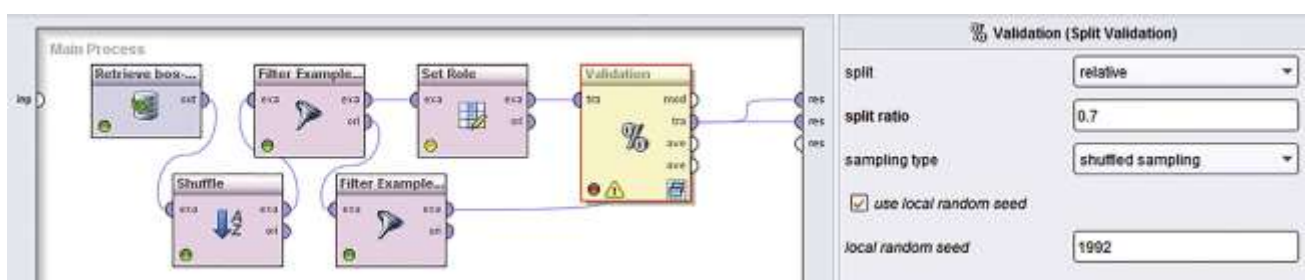 Main Process
Retrieve box-...
out
Filter Example...
exa
exa
ori
Set Role
exa
exa
ori
Validation
tra
mod
tra
ave
ave
inp
res
res
res
Shuffle
exa
exa
ori
Filter Example...
exa
exa
ori
Validation (Split Validation)
split
relative
split ratio
0.7
sampling type
shuffled sampling
use local random seed
local random seed
1992